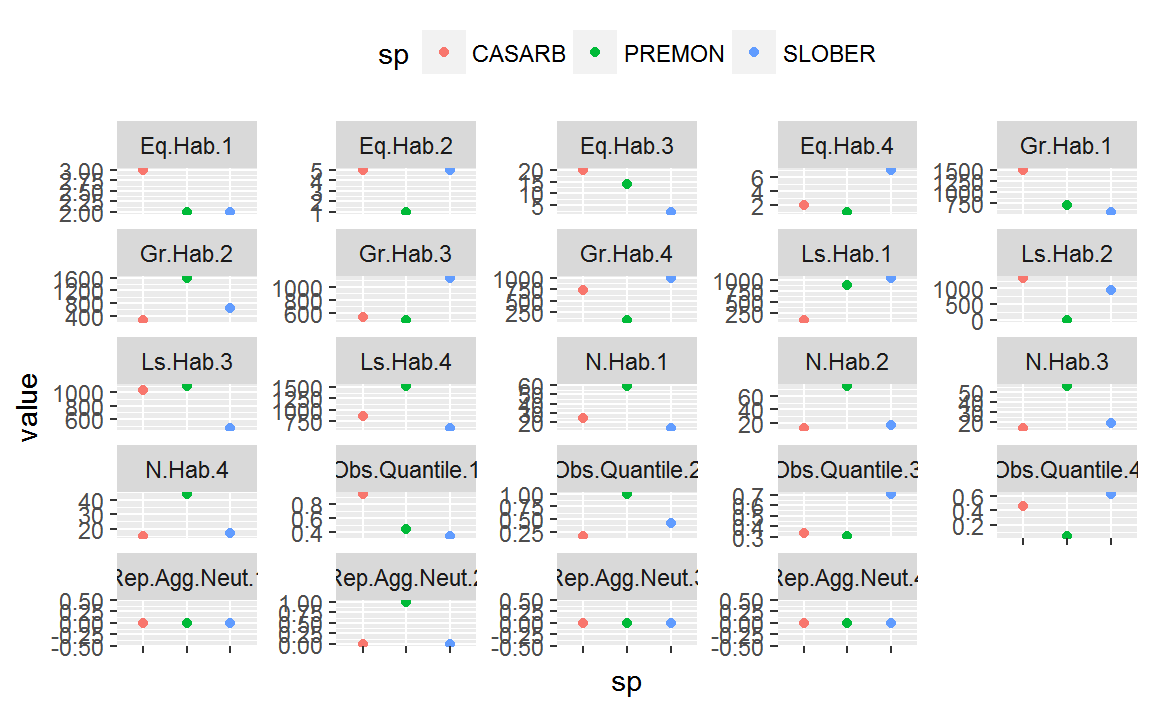 sp CASARB PREMON SLOBER
Eq.Hab.1 Eq.Hab.2 Eq.Hab.3 Eq.Hab.4 Gr.Hab.1
3.00 2.75 2.50 2.25 2.00
5 4 3 2 1
20 15 10 5
6 4 2
1500 1250 1000 750
Gr.Hab.2 Gr.Hab.3 Gr.Hab.4 Ls.Hab.1 Ls.Hab.2
1600 1200 800 400
1000 800 600
1000 750 500 250
1000 750 500 250
1000 500 0
value
Ls.Hab.3 Ls.Hab.4 N.Hab.1 N.Hab.2 N.Hab.3
1000 800 600
1500 1250 1000 750
60 50 40 30 20
60 40 20
50 40 30 20
N.Hab.4 Obs.Quantile.1 Obs.Quantile.2 Obs.Quantile.3 Obs.Quantile.4
40 30 20
0.8 0.6 0.4
1.00 0.75 0.50 0.25
0.7 0.6 0.5 0.4 0.3
0.6 0.4 0.2
Rep.Agg.Neut.1 Rep.Agg.Neut.2 Rep.Agg.Neut.3 Rep.Agg.Neut.4
0.50 0.25 0.00 -0.25 -0.50
1.00 0.75 0.50 0.25 0.00
0.50 0.25 0.00 -0.25 -0.50
0.50 0.25 0.00 -0.25 -0.50
sp